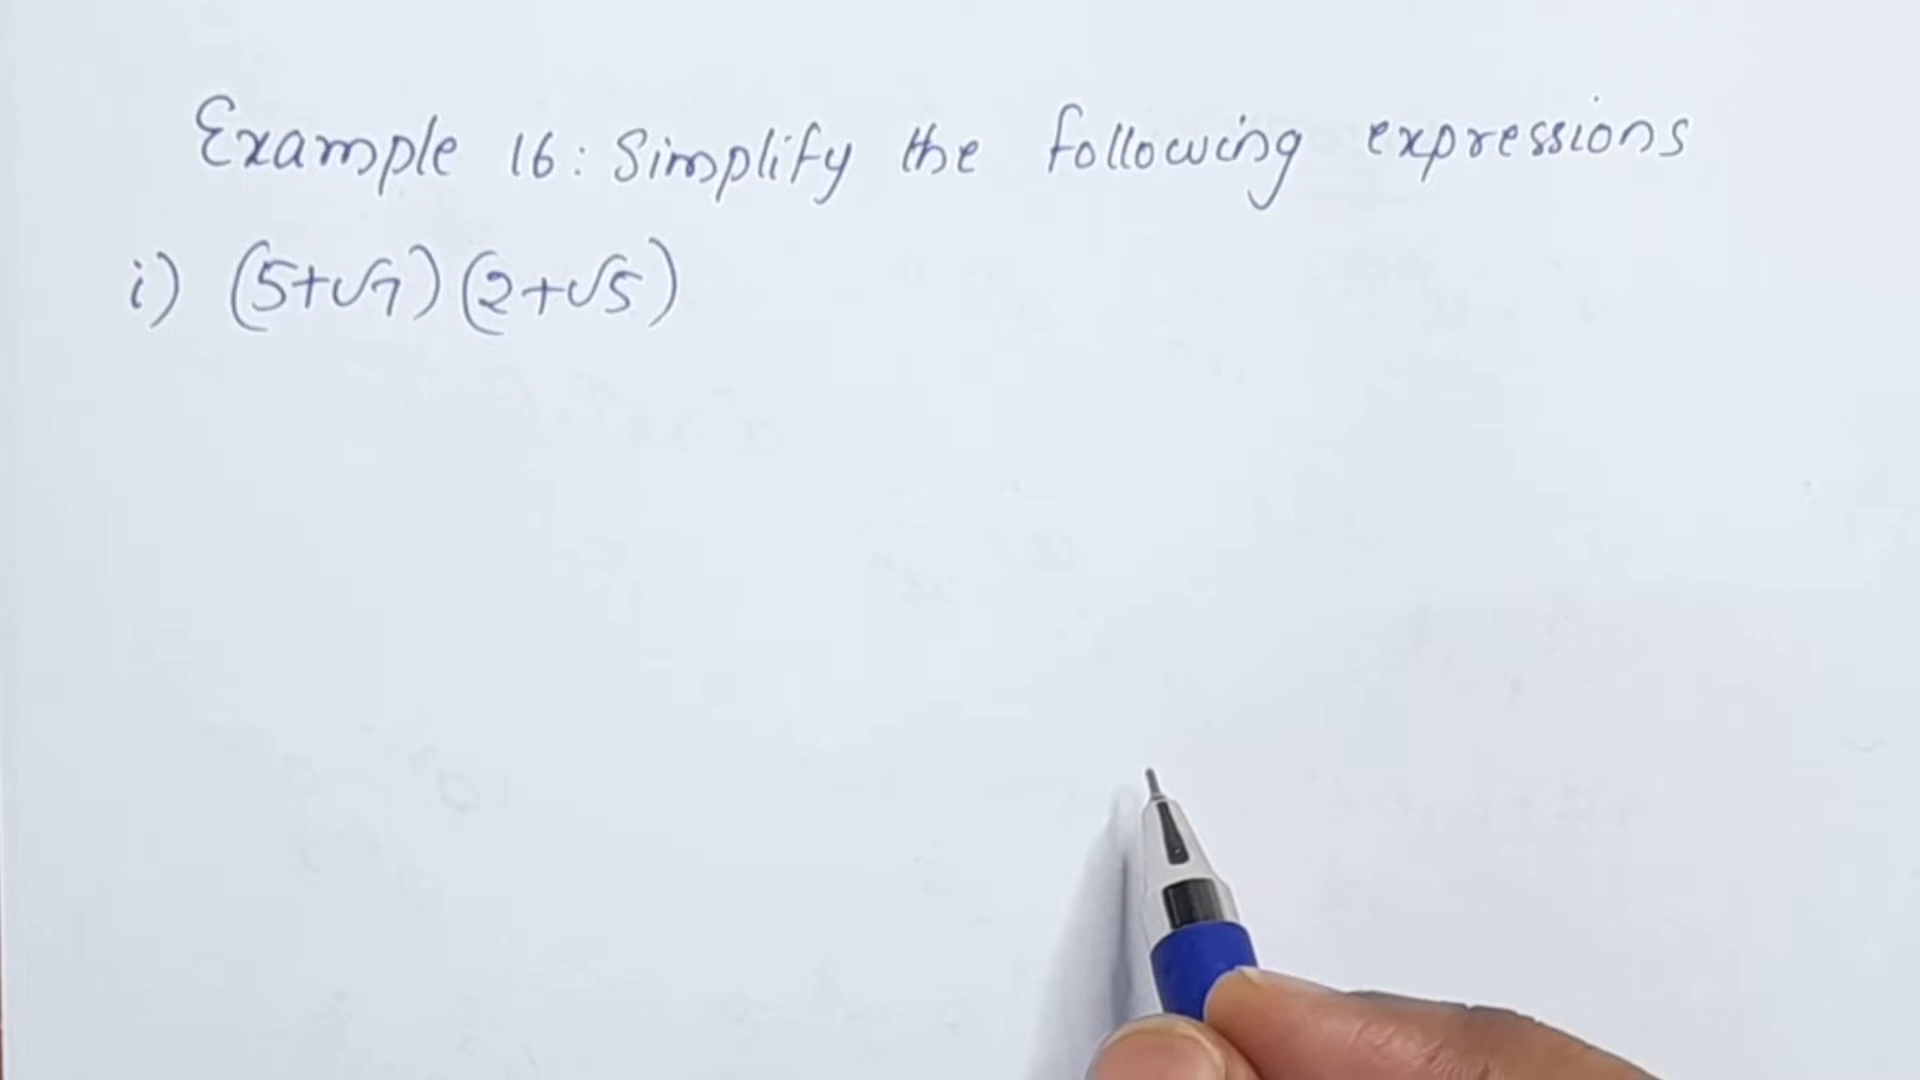 Example 16: Simplify the following expressions
i) (5+√7)(2+√5)